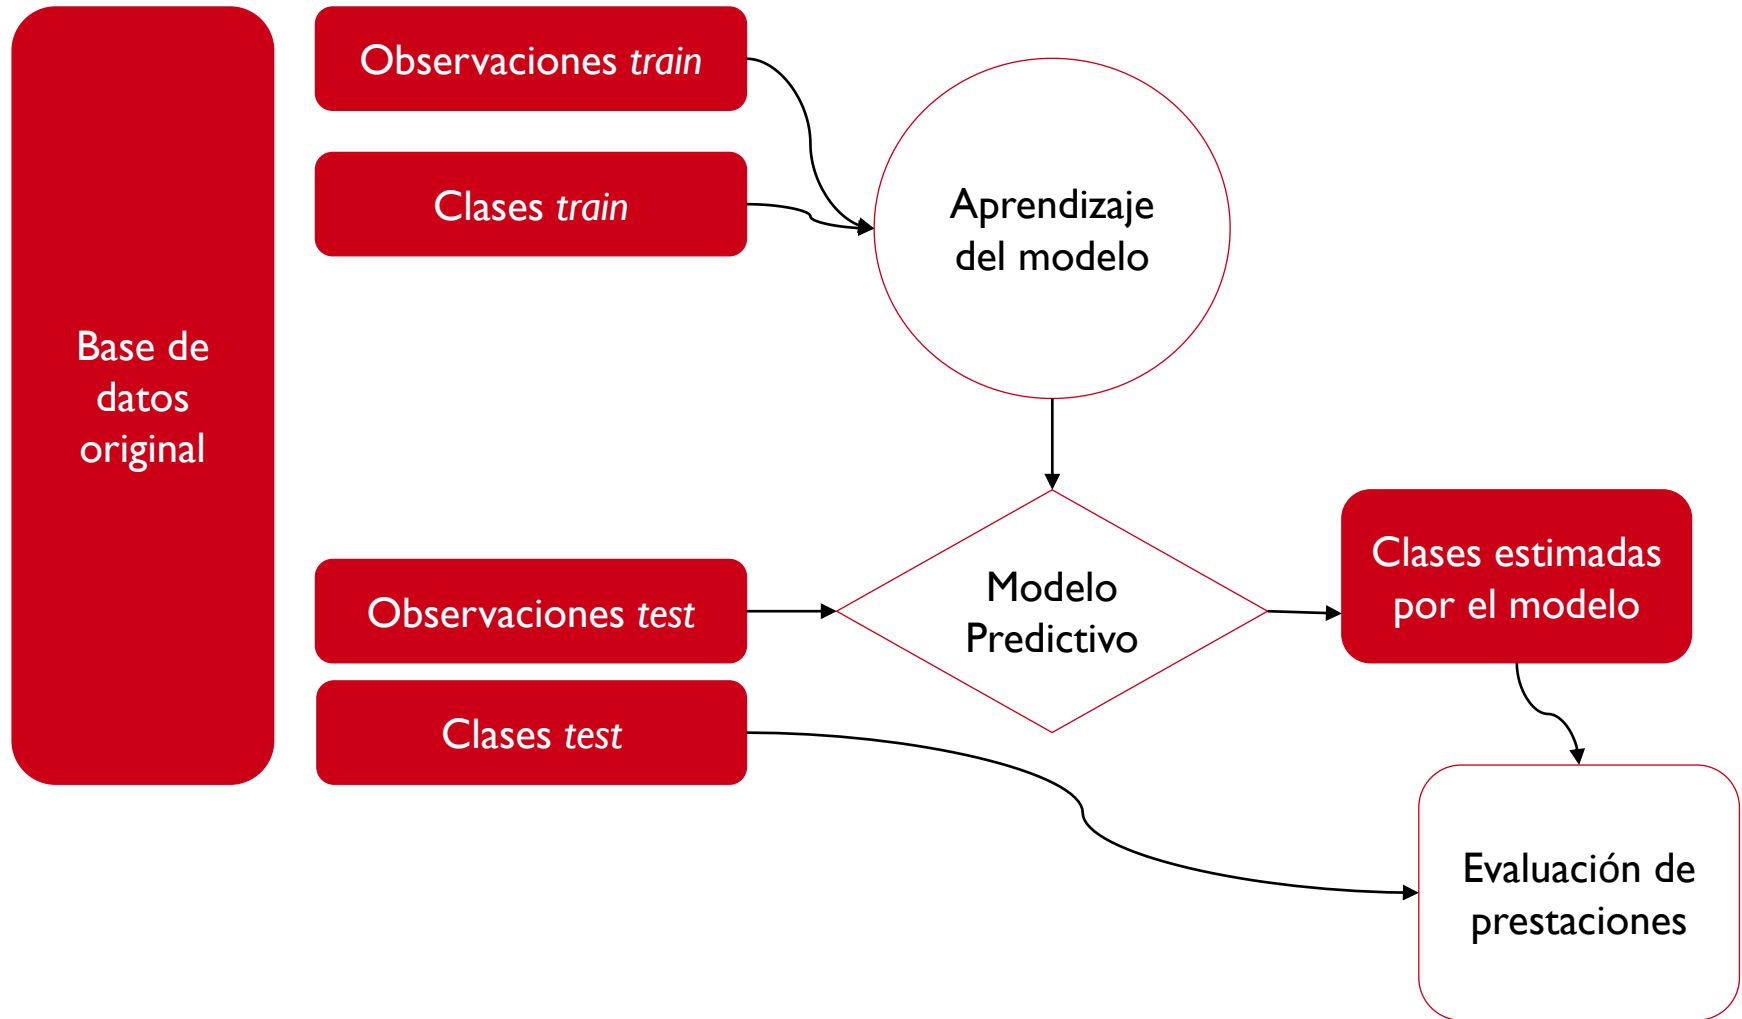 Observaciones train
Clases train
Aprendizaje
del modelo
Base de
datos
original
Observaciones test
Clases test
Modelo
Predictivo
Clases estimadas
por el modelo
Evaluación de
prestaciones